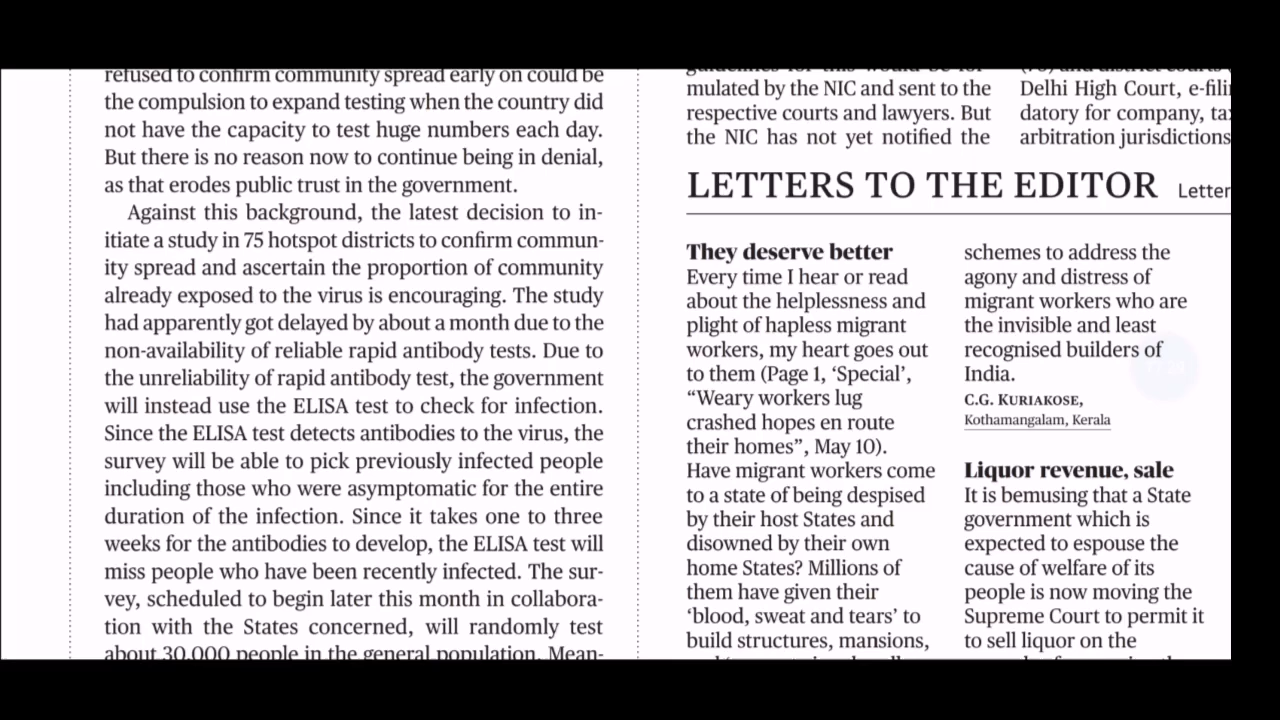 refused to confirm community spread early on could be
the compulsion to expand testing when the country did
not have the capacity to test huge numbers each day.
But there is no reason now to continue being in denial,
as that erodes public trust in the government.
Against this background, the latest decision to in-
itiate a study in 75 hotspot districts to confirm commun-
ity spread and ascertain the proportion of community
already exposed to the virus is encouraging. The study
had apparently got delayed by about a month due to the
non-availability of reliable rapid antibody tests. Due to
the unreliability of rapid antibody test, the government
will instead use the ELISA test to check for infection.
Since the ELISA test detects antibodies to the virus, the
survey will be able to pick previously infected people
including those who were asymptomatic for the entire
duration of the infection. Since it takes one to three
weeks for the antibodies to develop, the ELISA test will
miss people who have been recently infected. The sur-
vey, scheduled to begin later this month in collabora-
tion with the States concerned, will randomly test
about 30,000 people in the general population. Mean-
guidelines for this would be for-
mulated by the NIC and sent to the
respective courts and lawyers. But
the NIC has not yet notified the
and district courts
Delhi High Court,
datory for company,
arbitration jurisdictions
LETTERS TO THE EDITOR Letter
They deserve better
Every time I hear or read
about the helplessness and
plight of hapless migrant
workers, my heart goes out
to them (Page 1, ‘Special’,
“Weary workers lug
crashed hopes en route
their homes”, May 10).
Have migrant workers come
to a state of being despised
by their host States and
disowned by their own
home States? Millions of
them have given their
‘blood, sweat and tears’ to
build structures, mansions,
schemes to address the
agony and distress of
migrant workers who are
the invisible and least
recognised builders of
India.
C.G. KURIAKOSE,
Kothamangalam, Kerala
Liquor revenue, sale
It is bemusing that a State
government which is
expected to espouse the
cause of welfare of its
people is now moving the
Supreme Court to permit it
to sell liquor on the